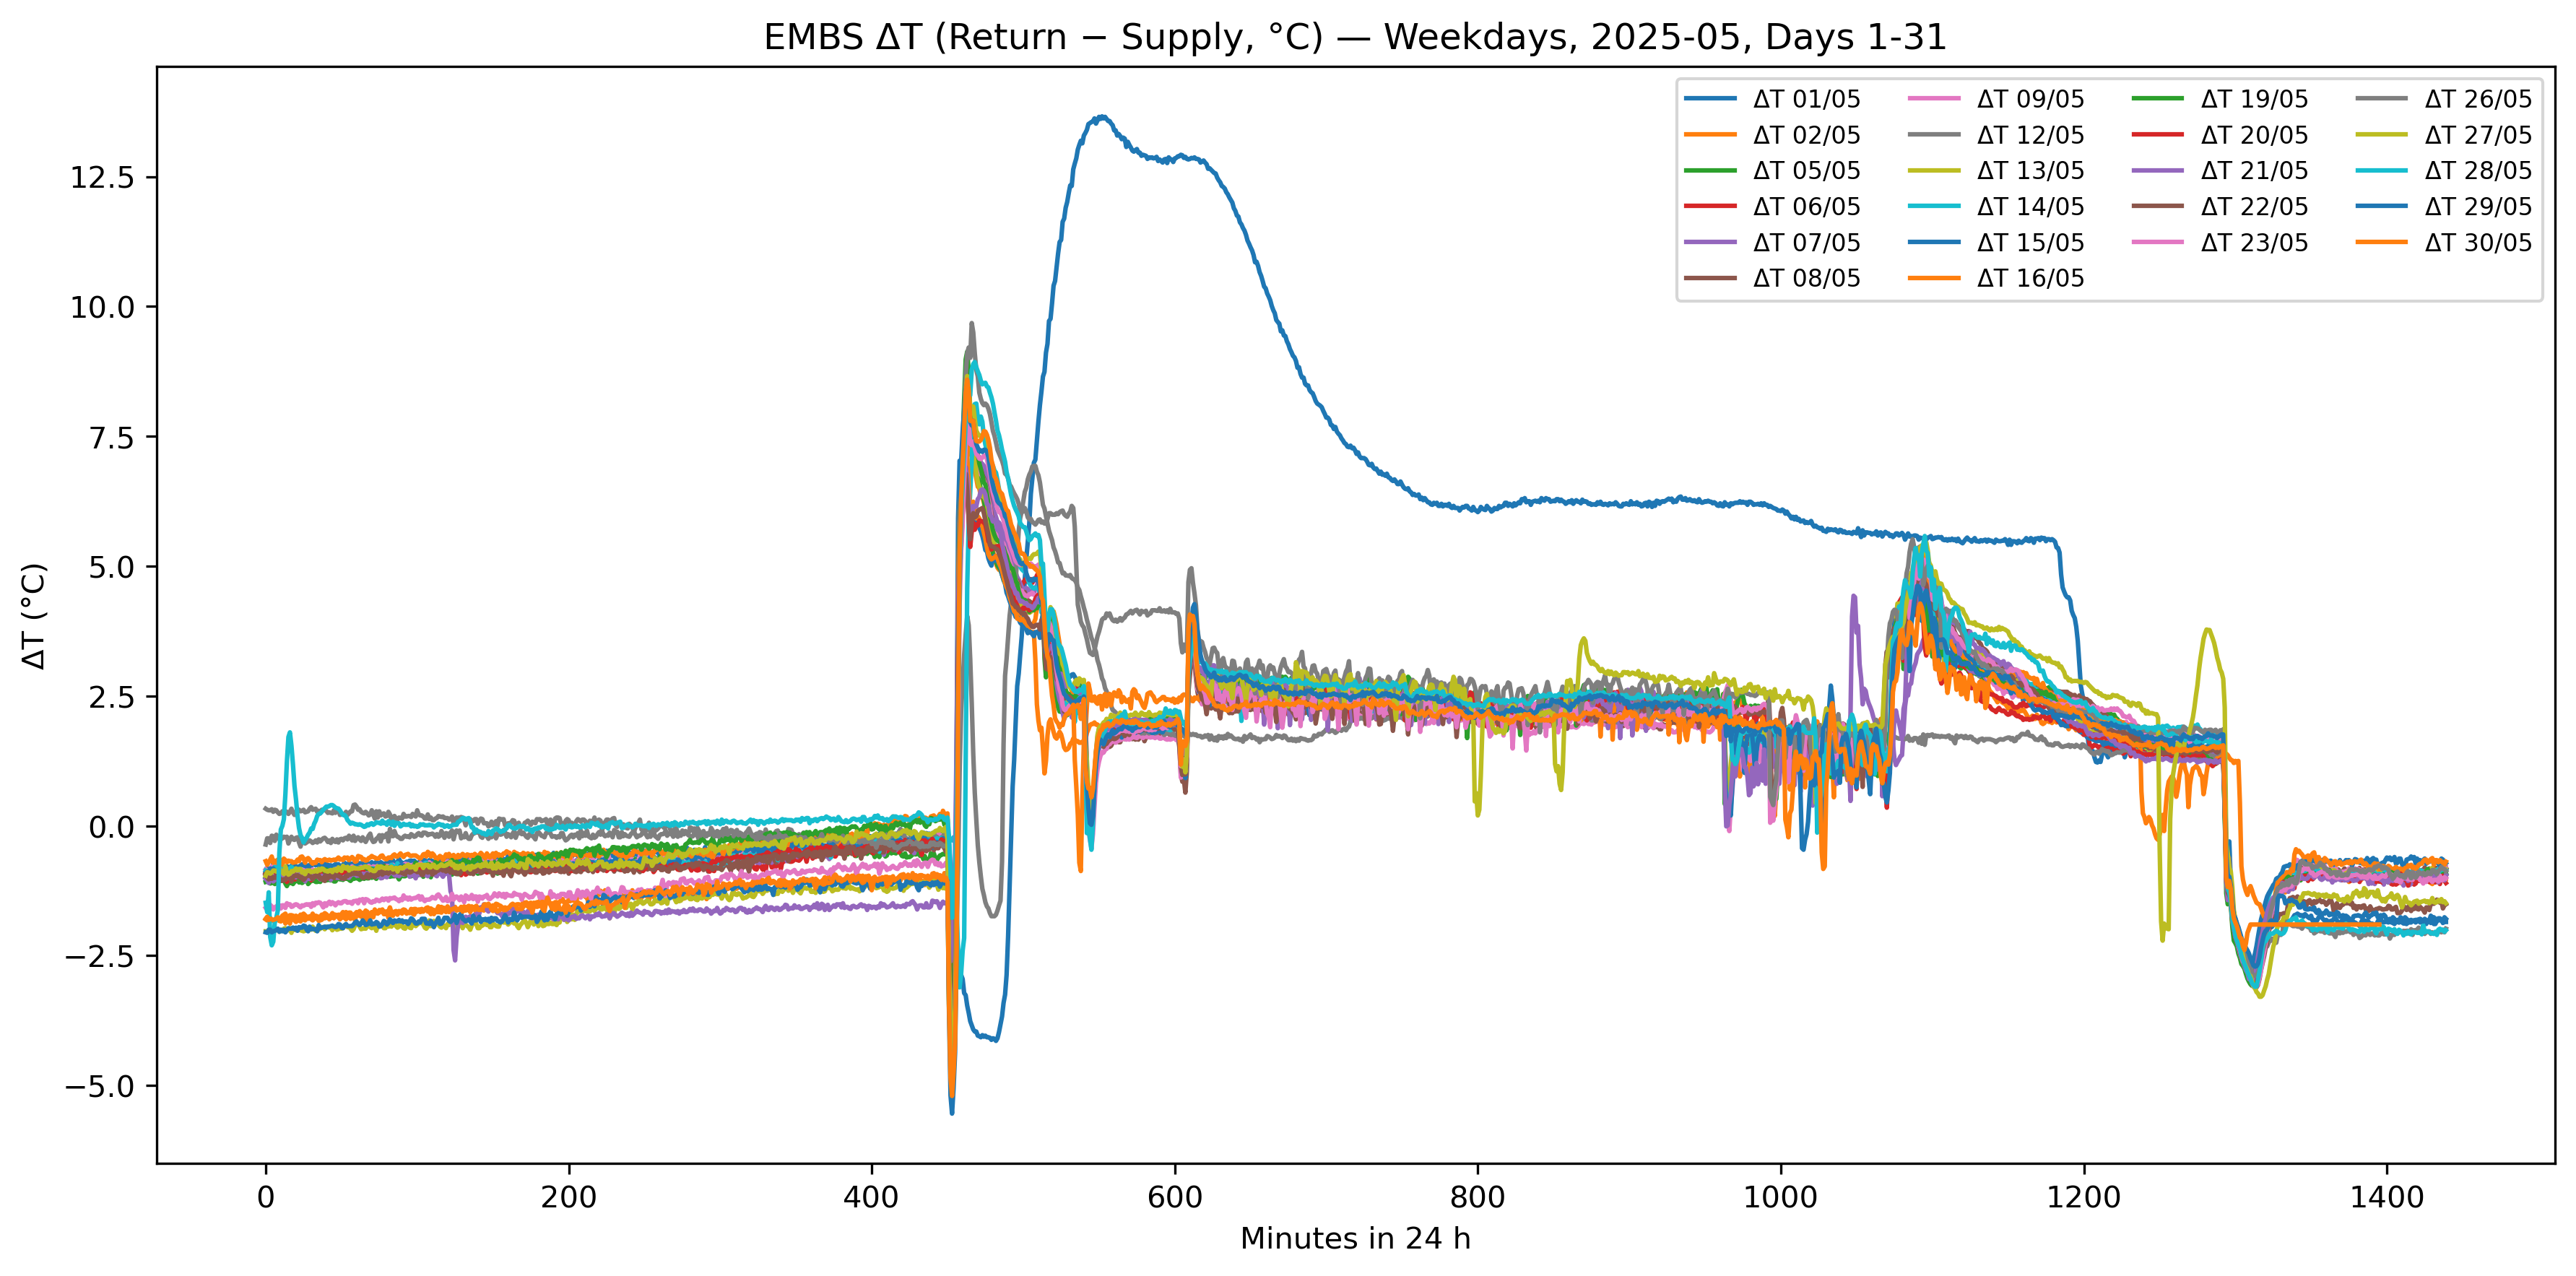 EMBS ΔT (Return − Supply, °C) — Weekdays, 2025-05, Days 1-31
ΔT (°C)
12.5
10.0
7.5
5.0
2.5
0.0
−2.5
−5.0
0 200 400 600 800 1000 1200 1400
Minutes in 24 h
ΔT 01/05
ΔT 02/05
ΔT 05/05
ΔT 06/05
ΔT 07/05
ΔT 08/05
ΔT 09/05
ΔT 12/05
ΔT 13/05
ΔT 14/05
ΔT 15/05
ΔT 16/05
ΔT 19/05
ΔT 20/05
ΔT 21/05
ΔT 22/05
ΔT 23/05
ΔT 26/05
ΔT 27/05
ΔT 28/05
ΔT 29/05
ΔT 30/05